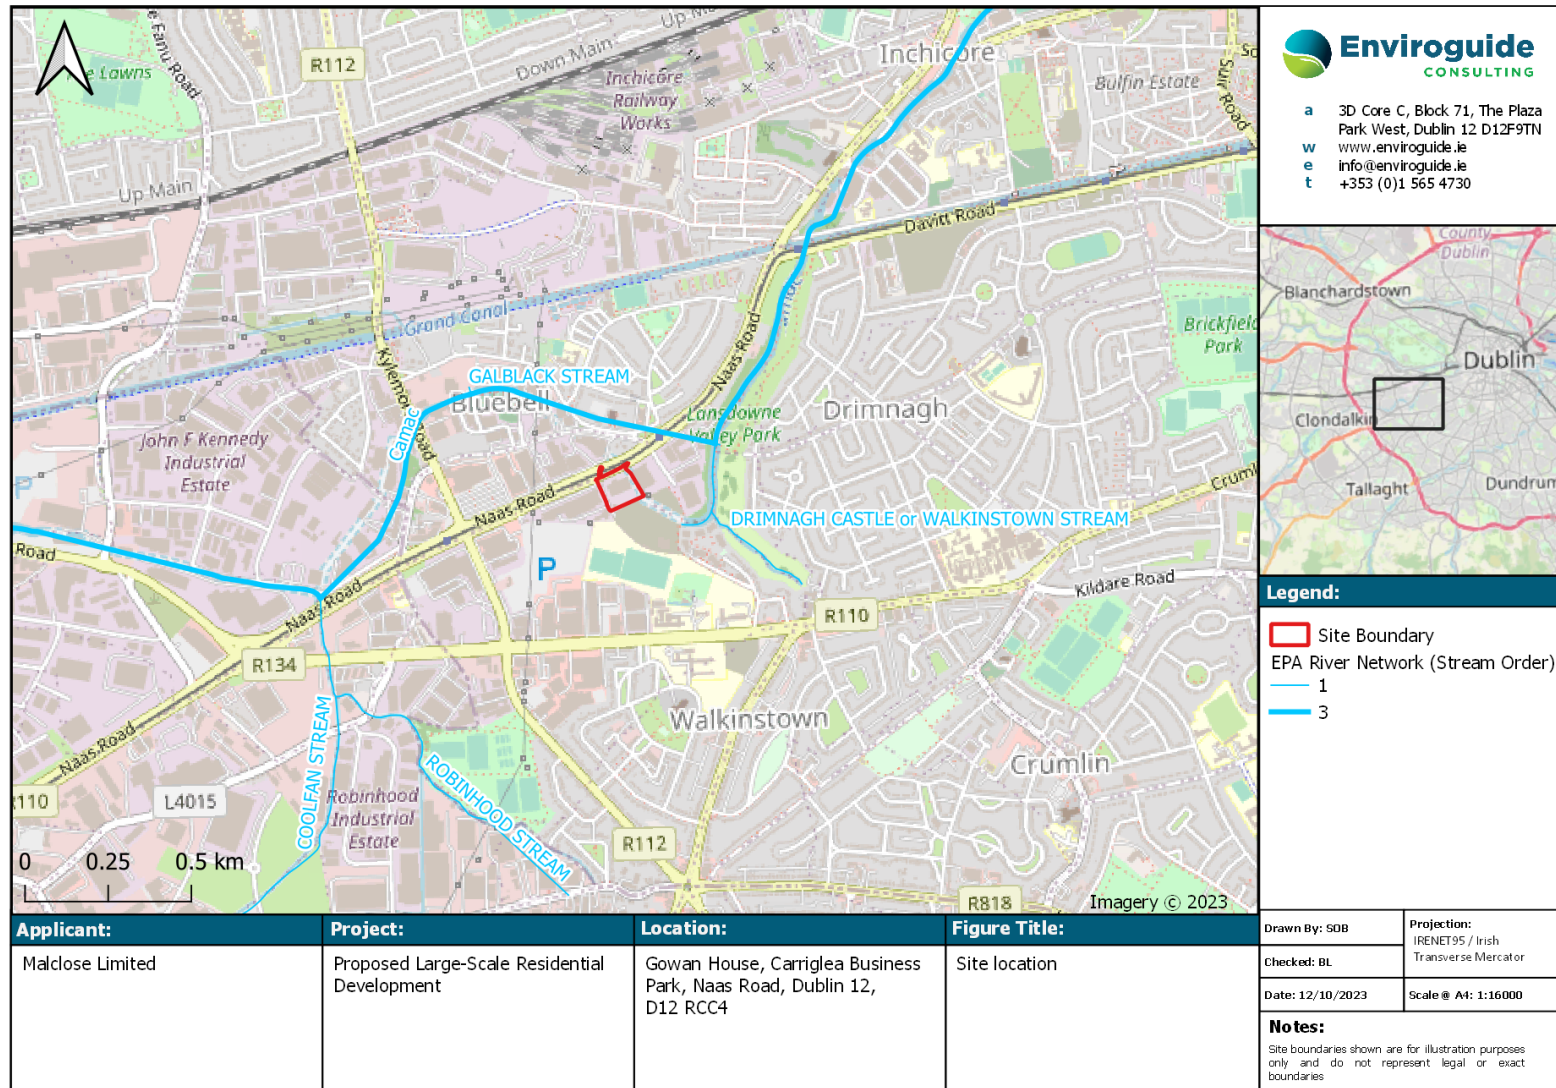 Inchicore
Up Main
Down Main
R112
The Lawns
Inchicore
Railway
Works
Bulfin Estate
Suir Road
Up Main
Davitt Road
Grand Canal
Naas Road
Brickfield
Park
Kylemore Road
GALBLACK STREAM
Bluebell
Lansdowne
Valley Park
Drimnagh
Camac
John F Kennedy
Industrial
Estate
P
Naas Road
DRIMNAGH CASTLE or WALKINSTOWN STREAM
Road
P
Kildare Road
Naas Road
R110
R134
Walkinstown
COOLFAN STREAM
Naas Road
ROBINHOOD STREAM
Crumlin
R110
L4015
Robinhood
Industrial
Estate
R112
0 0.25 0.5 km
R818
Imagery © 2023
Enviroguide
CONSULTING
a 3D Core C, Block 71, The Plaza
Park West, Dublin 12 D12F9TN
w www.enviroguide.ie
e info@enviroguide.ie
t +353 (0)1 565 4730
County
Dublin
Blanchardstown
Dublin
Clondalkin
Tallaght
Dundrum
Legend:
Site Boundary
EPA River Network (Stream Order)
1
3
Applicant:
Malclose Limited
Project:
Proposed Large-Scale Residential
Development
Location:
Gowan House, Carriglea Business
Park, Naas Road, Dublin 12,
D12 RCC4
Figure Title:
Site location
Drawn By: SOB
Checked: BL
Date: 12/10/2023
Projection:
IRENET95 / Irish
Transverse Mercator
Scale @ A4: 1:16000
Notes:
Site boundaries shown are for illustration purposes
only and do not represent legal or exact
boundaries